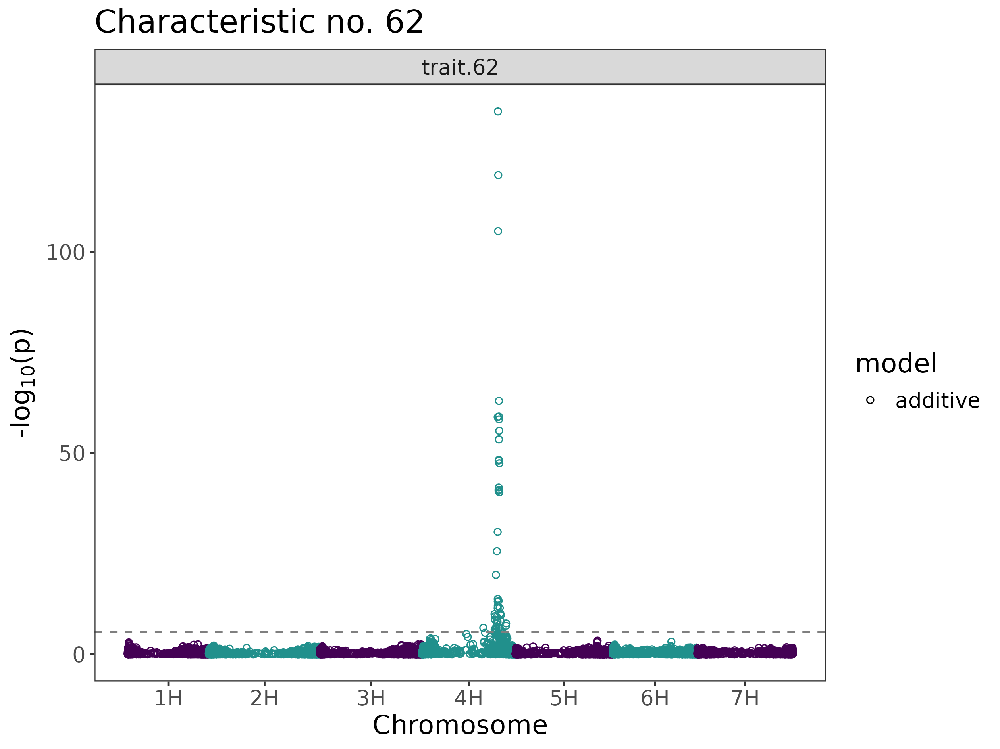 Characteristic no. 62
trait.62
100
50
0
-log10(p)
1H 2H 3H 4H 5H 6H 7H
Chromosome
model
additive